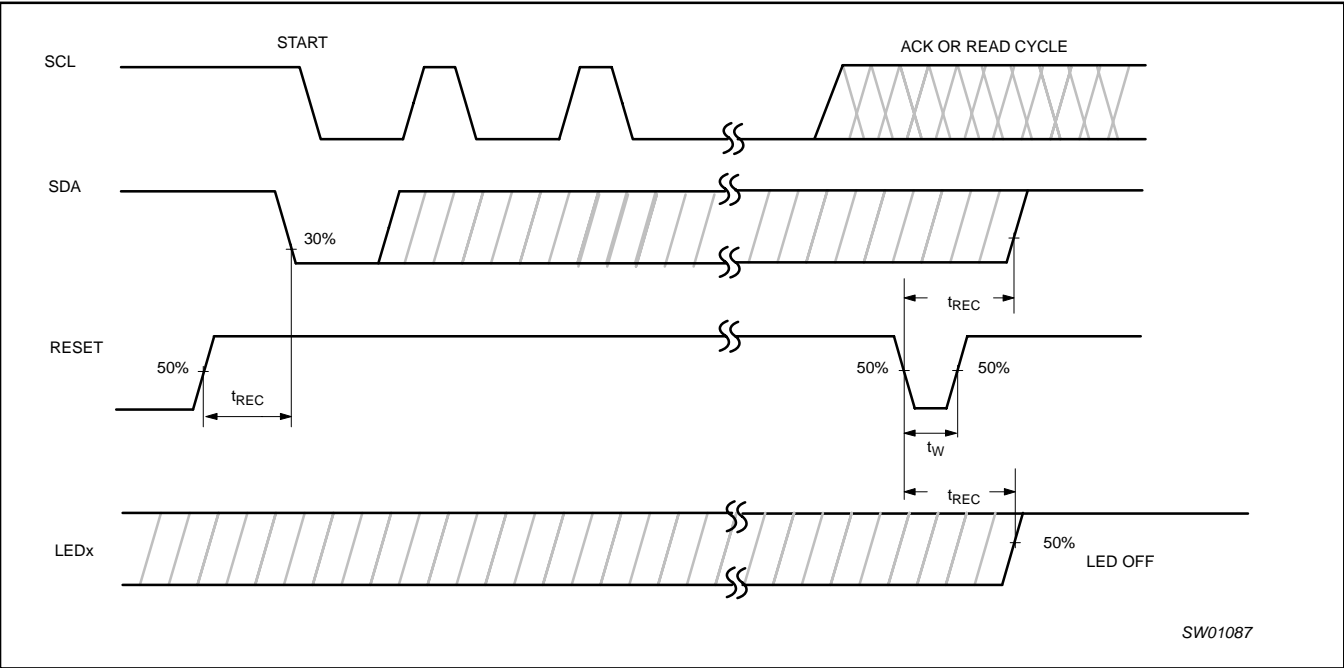 START
ACK OR READ CYCLE
SCL
SDA
30%
tREC
RESET
50%
50%
50%
tREC
tW
tREC
LEDx
50%
LED OFF
SW01087